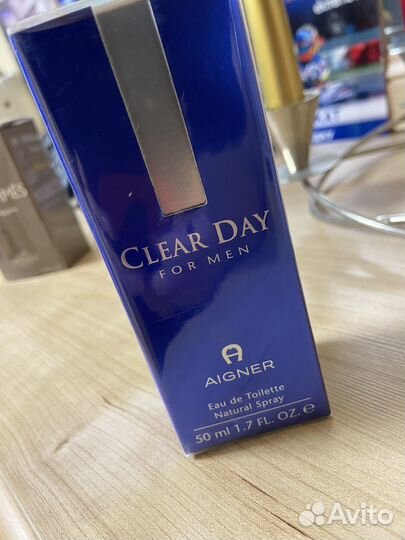 CLEAR DAY
FOR MEN
AIGNER
Eau de Toilette
Natural Spray
50 ml 1.7 FL. OZ. e
Avito